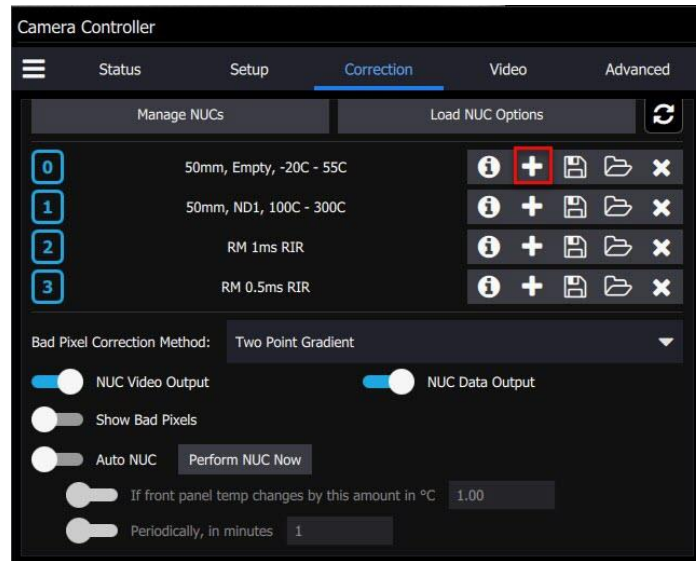 Camera Controller
Status Setup Correction Video Advanced
Manage NUCs Load NUC Options
0 50mm, Empty, -20C - 55C
1 50mm, ND1, 100C - 300C
2 RM 1ms RIR
3 RM 0.5ms RIR
Bad Pixel Correction Method: Two Point Gradient
NUC Video Output NUC Data Output
Show Bad Pixels
Auto NUC Perform NUC Now
If front panel temp changes by this amount in °C 1.00
Periodically, in minutes 1